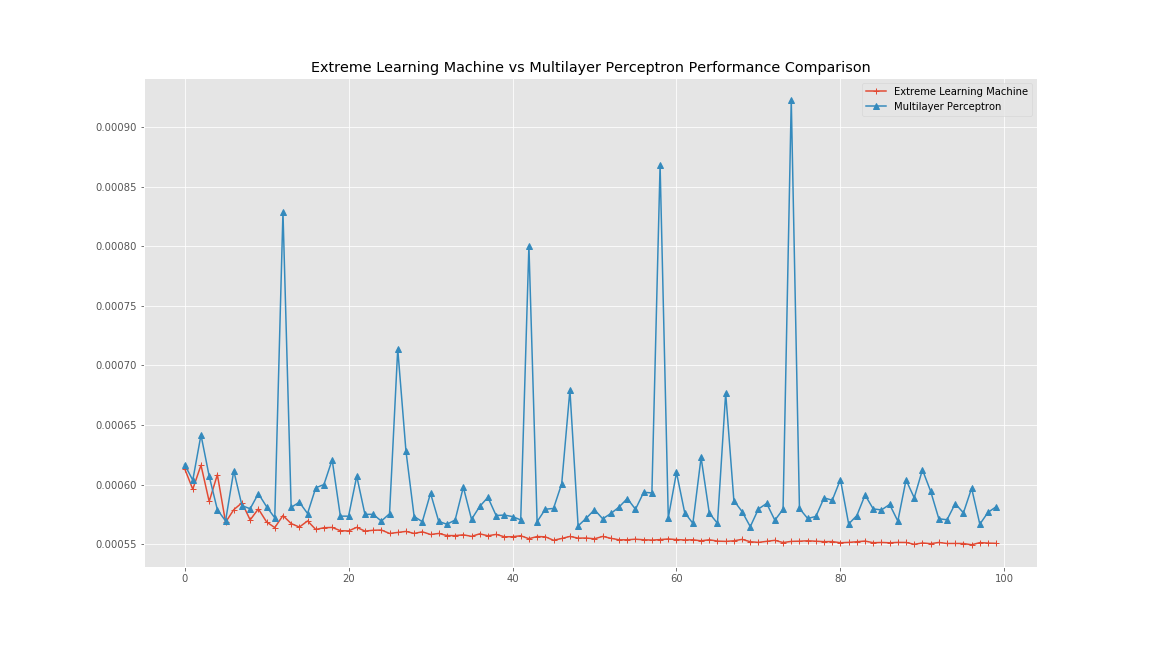 Extreme Learning Machine vs Multilayer Perceptron Performance Comparison
Extreme Learning Machine
Multilayer Perceptron
0.00090
0.00085
0.00080
0.00075
0.00070
0.00065
0.00060
0.00055
0 20 40 60 80 100